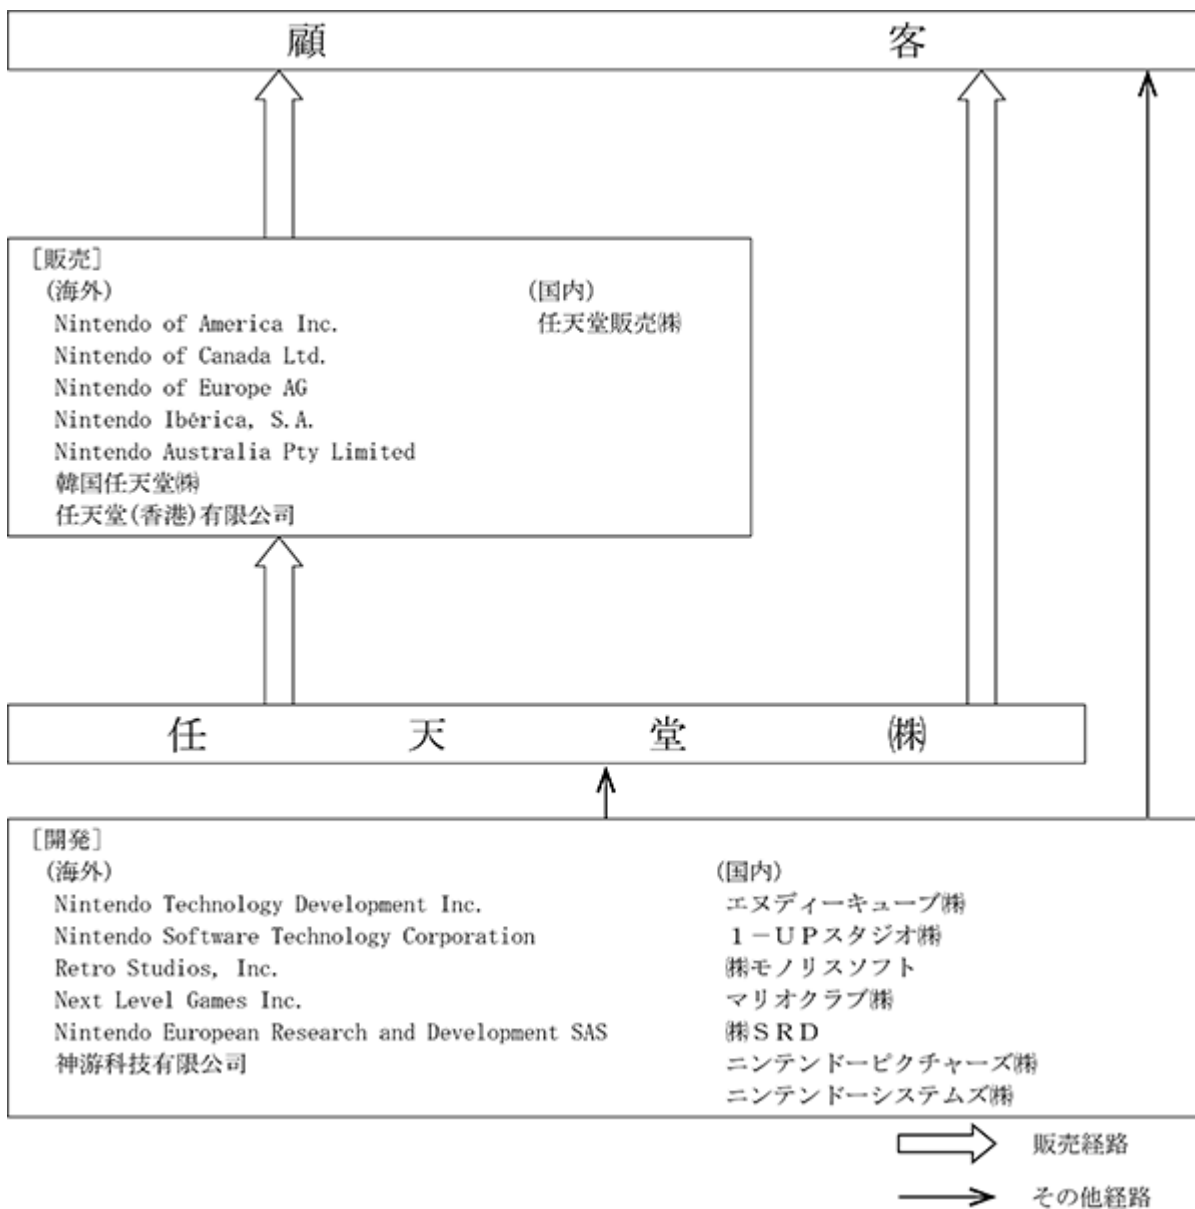 顧客
[販売]
(海外)
Nintendo of America Inc.
Nintendo of Canada Ltd.
Nintendo of Europe AG
Nintendo Ibérica, S.A.
Nintendo Australia Pty Limited
韓国任天堂㈱
任天堂(香港)有限公司
(国内)
任天堂販売㈱
任天堂㈱
[開発]
(海外)
Nintendo Technology Development Inc.
Nintendo Software Technology Corporation
Retro Studios, Inc.
Next Level Games Inc.
Nintendo European Research and Development SAS
神游科技有限公司
(国内)
エヌディーキューブ㈱
１－ＵＰスタジオ㈱
㈱モノリスソフト
マリオクラブ㈱
㈱ＳＲＤ
ニンテンドーピクチャーズ㈱
ニンテンドーシステムズ㈱
販売経路
その他経路